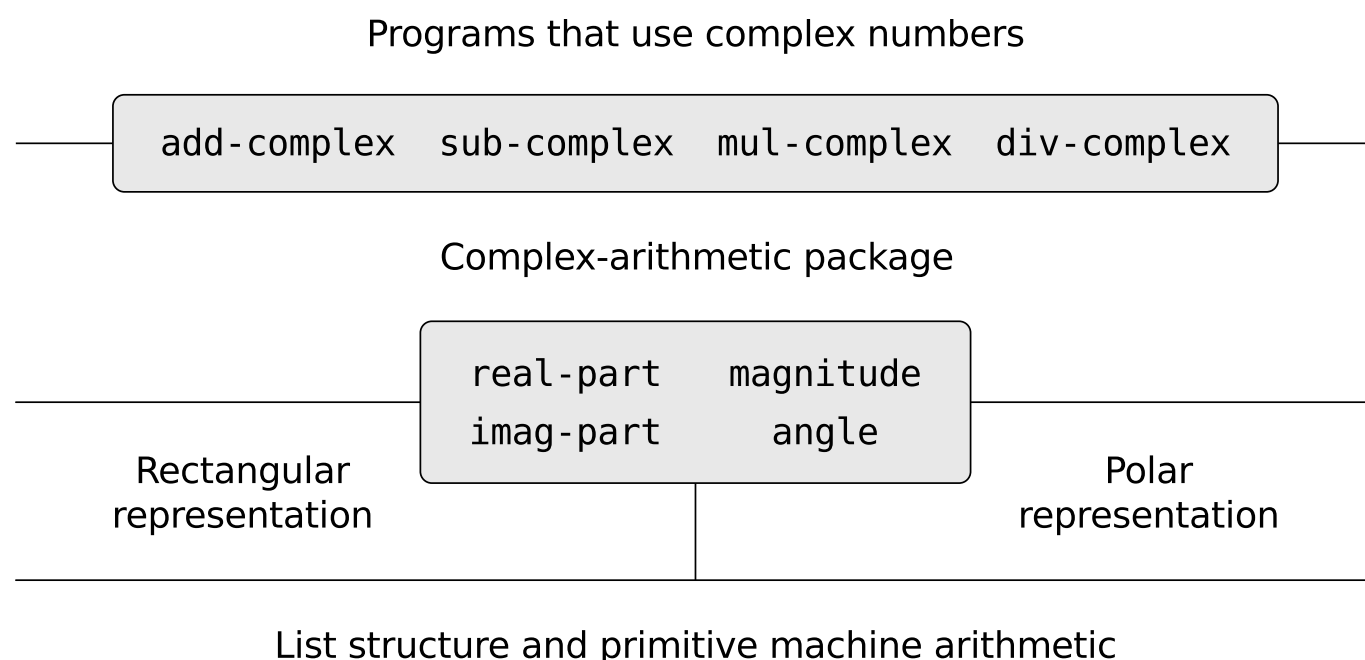 Programs that use complex numbers
add-complex sub-complex mul-complex div-complex
Complex-arithmetic package
real-part magnitude
imag-part angle
Rectangular
representation
Polar
representation
List structure and primitive machine arithmetic